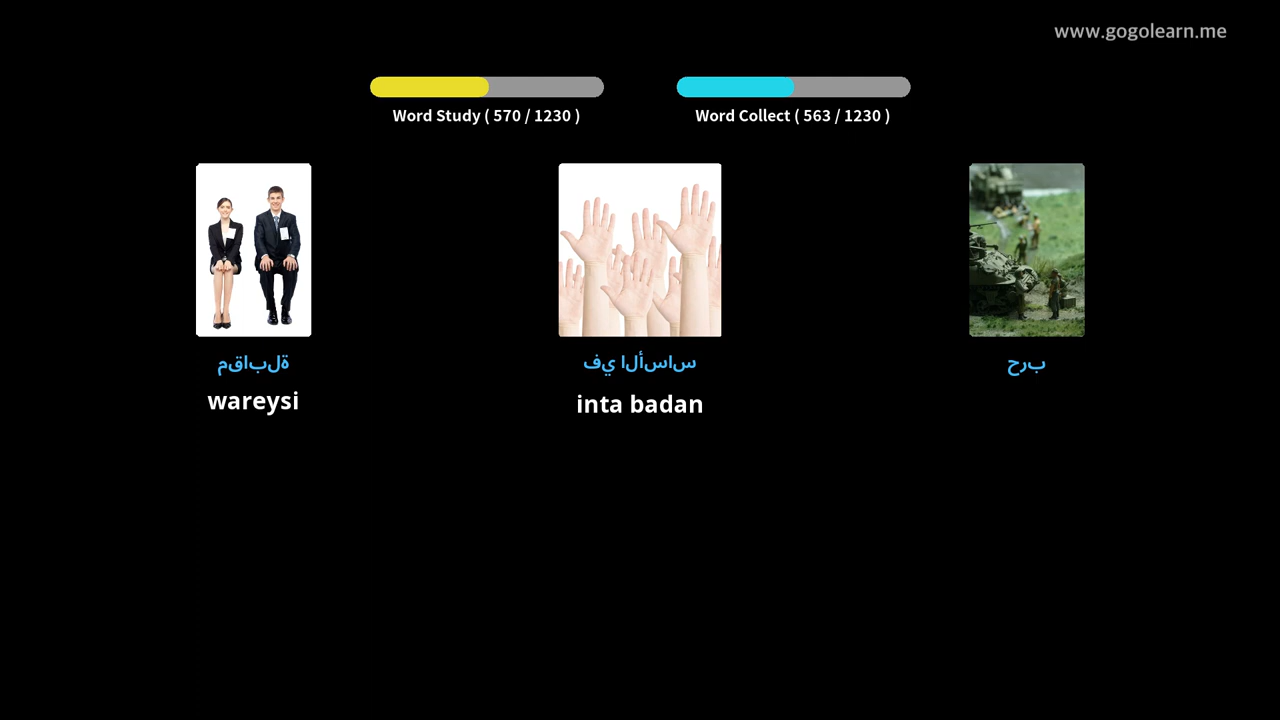 www.gogolearn.me
Word Study ( 570 / 1230 )
Word Collect ( 563 / 1230 )
مقابلة
في الأساس
حرب
wareysi
inta badan